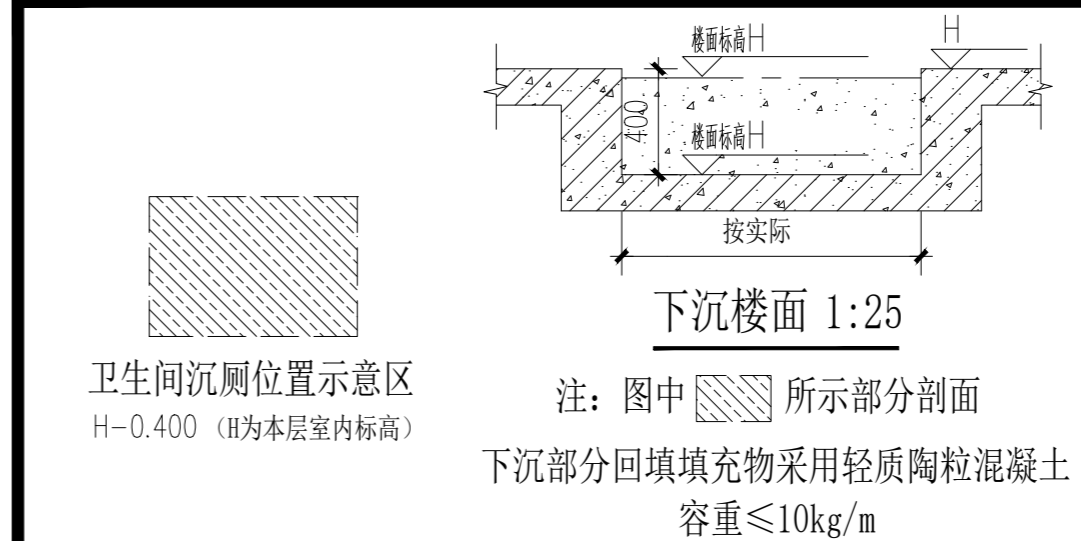 楼面标高H
H
400
楼面标高H
按实际
下沉楼面 1:25
卫生间沉厕位置示意区
H-0.400 (H为本层室内标高)
注: 图中 所示部分剖面
下沉部分回填填充物采用轻质陶粒混凝土
容重≤10kg/m